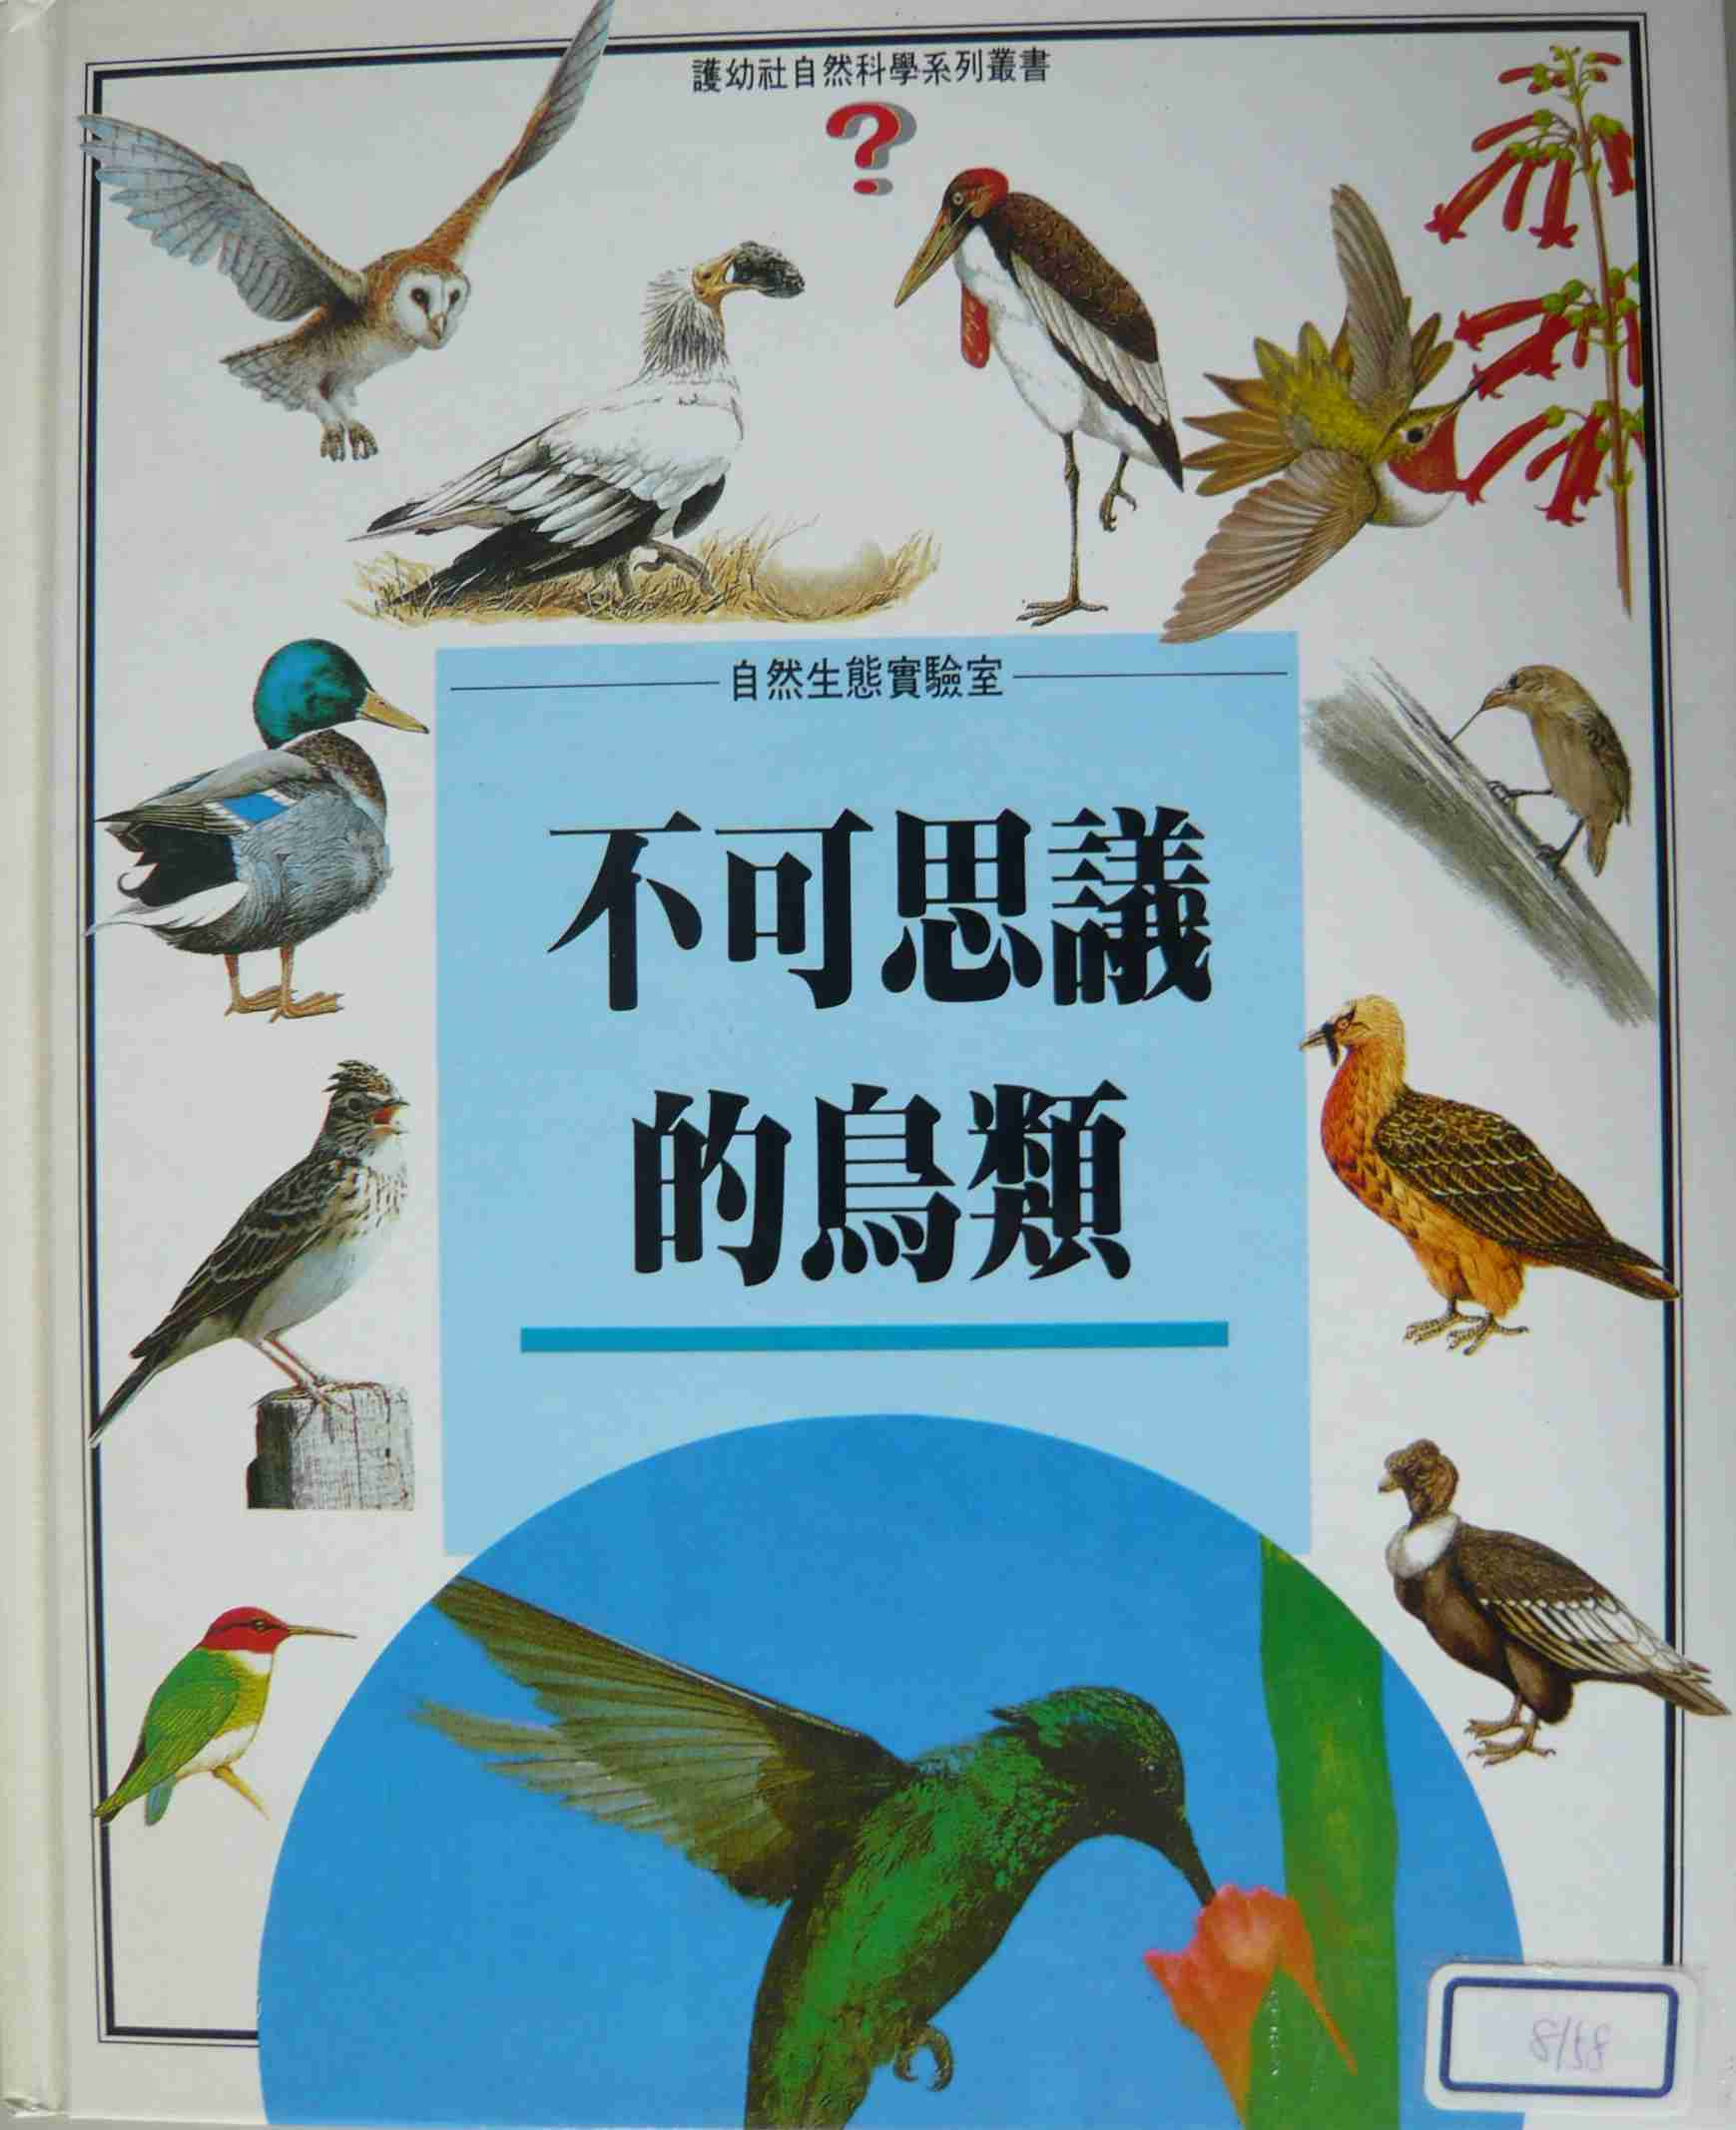 護幼社自然科學系列叢書
?
自然生態實驗室
不可思議
的鳥類
8158